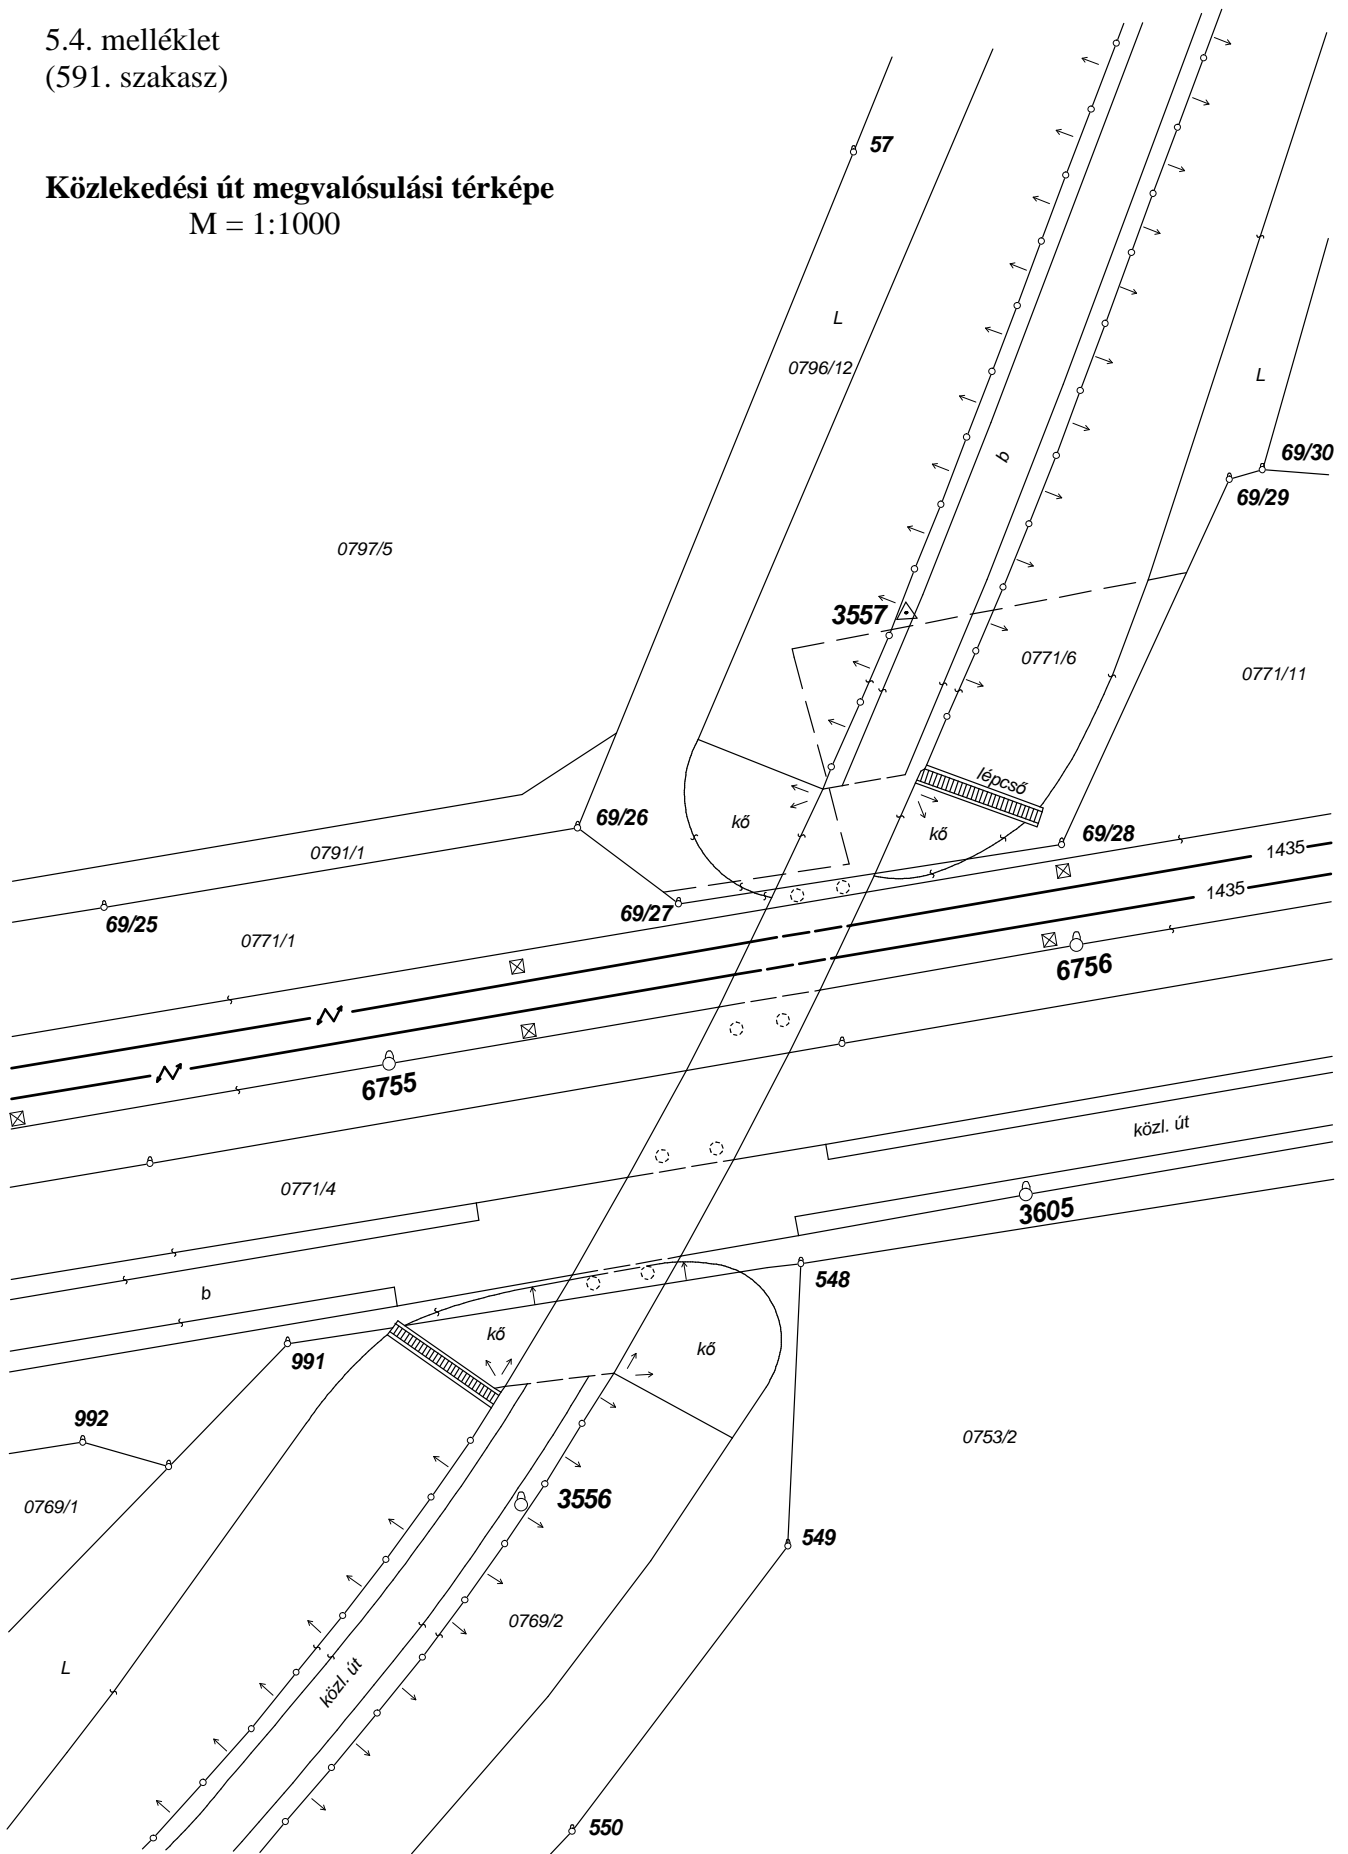 5.4. melléklet
(591. szakasz)
Közlekedési út megvalósulási térképe
M = 1:1000
57
L
0796/12
L
69/30
69/29
b
0797/5
3557
0771/6
0771/11
lépcső
69/26
kő
kő
69/28
0791/1
1435
1435
69/25
69/27
0771/1
6756
6755
közl. út
0771/4
3605
b
548
kő
kő
991
992
0753/2
0769/1
3556
549
0769/2
L
közl. út
550